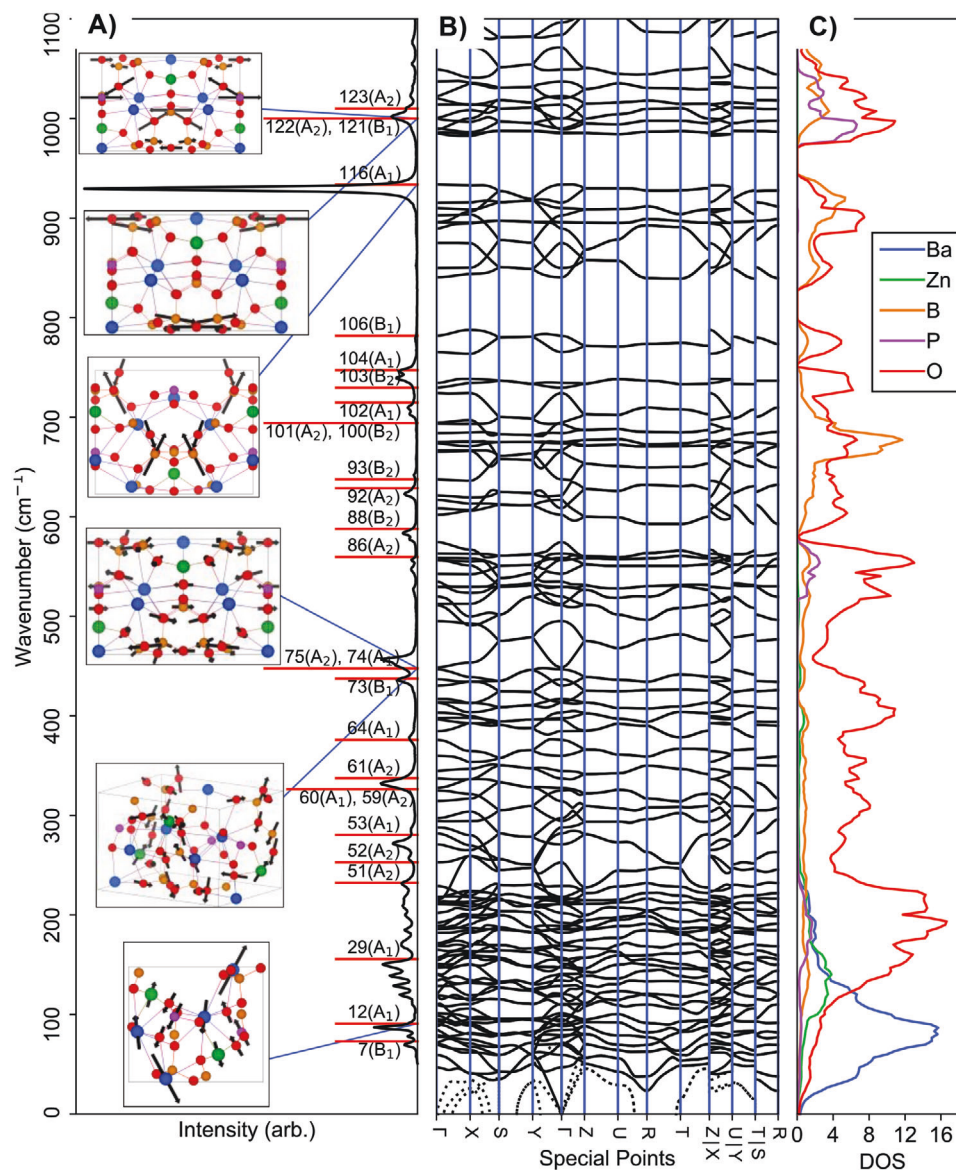 A)
B)
C)
Wavenumber (cm⁻¹)
1100
1000
900
800
700
600
500
400
300
200
100
0
123(A₂)
122(A₂), 121(B₁)
116(A₁)
106(B₁)
104(A₁)
103(B₂)
102(A₁)
101(A₂), 100(B₂)
93(B₂)
92(A₂)
88(B₂)
86(A₂)
75(A₂), 74(A₁)
73(B₁)
64(A₁)
61(A₂)
60(A₁), 59(A₂)
53(A₁)
52(A₂)
51(A₂)
29(A₁)
12(A₁)
7(B₁)
Intensity (arb.)
Γ X S Y Γ Z U R T Z|X U|Y T|S R
Special Points
Ba
Zn
B
P
O
0 4 8 12 16
DOS